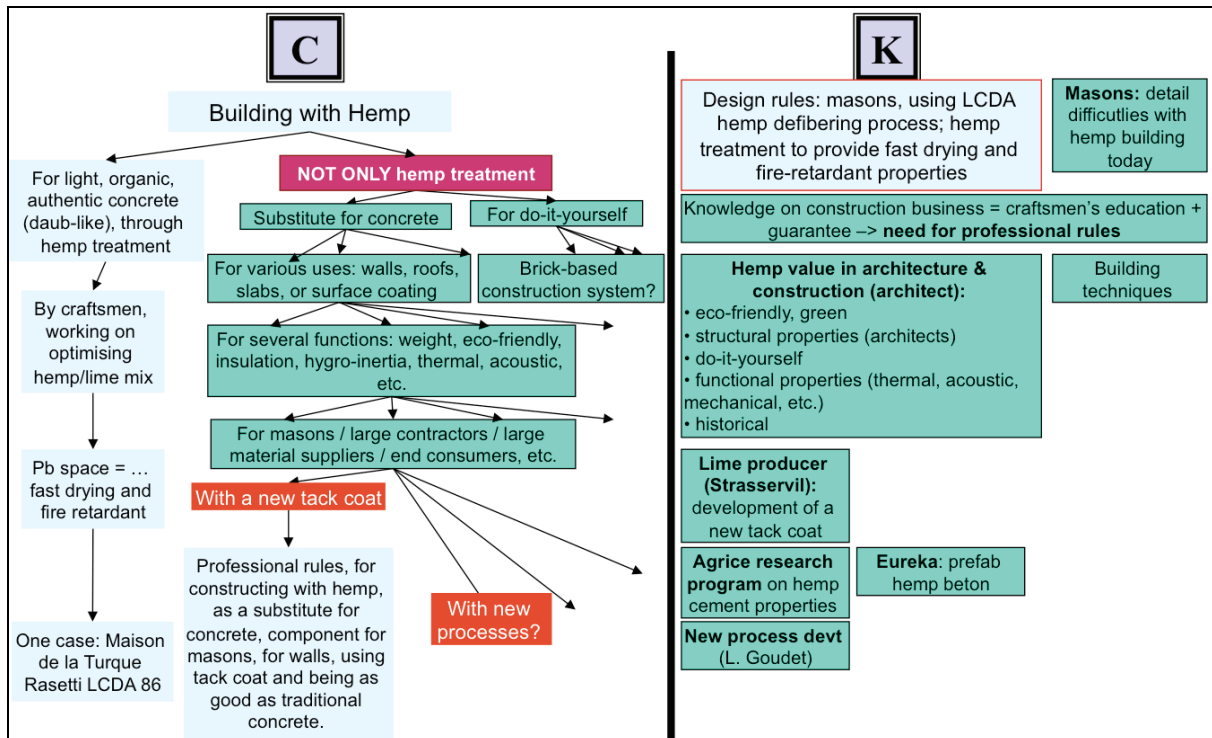 C
Building with Hemp
For light, organic,
authentic concrete
(daub-like), through
hemp treatment
By craftsmen,
working on
optimising
hemp/lime mix
Pb space = …
fast drying and
fire retardant
One case: Maison
de la Turque
Rasetti LCDA 86
NOT ONLY hemp treatment
Substitute for concrete
For do-it-yourself
For various uses: walls, roofs,
slabs, or surface coating
Brick-based
construction system?
For several functions: weight, eco-friendly,
insulation, hygro-inertia, thermal, acoustic,
etc.
For masons / large contractors / large
material suppliers / end consumers, etc.
With a new tack coat
Professional rules, for
constructing with hemp,
as a substitute for
concrete, component for
masons, for walls, using
tack coat and being as
good as traditional
concrete.
With new
processes?
K
Design rules: masons, using LCDA
hemp defibering process; hemp
treatment to provide fast drying and
fire-retardant properties
Masons: detail
difficutlies with
hemp building
today
Knowledge on construction business = craftsmen's education +
guarantee –> need for professional rules
Hemp value in architecture &
construction (architect):
• eco-friendly, green
• structural properties (architects)
• do-it-yourself
• functional properties (thermal, acoustic,
mechanical, etc.)
• historical
Building
techniques
Lime producer
(Strasservil):
development of a
new tack coat
Agrice research
program on hemp
cement properties
Eureka: prefab
hemp beton
New process devt
(L. Goudet)